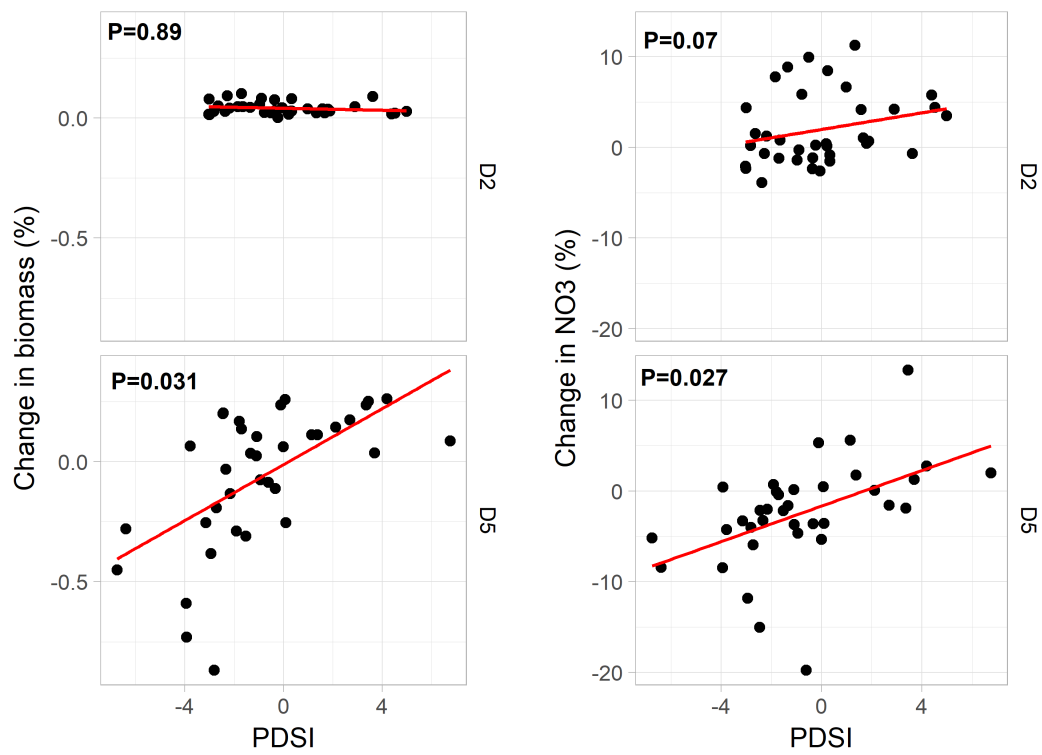 P=0.89
0.0
-0.5
D2
P=0.031
0.0
-0.5
D5
-4 0 4
PDSI
Change in biomass (%)
P=0.07
10
0
-10
-20
D2
P=0.027
10
0
-10
-20
D5
-4 0 4
PDSI
Change in NO3 (%)